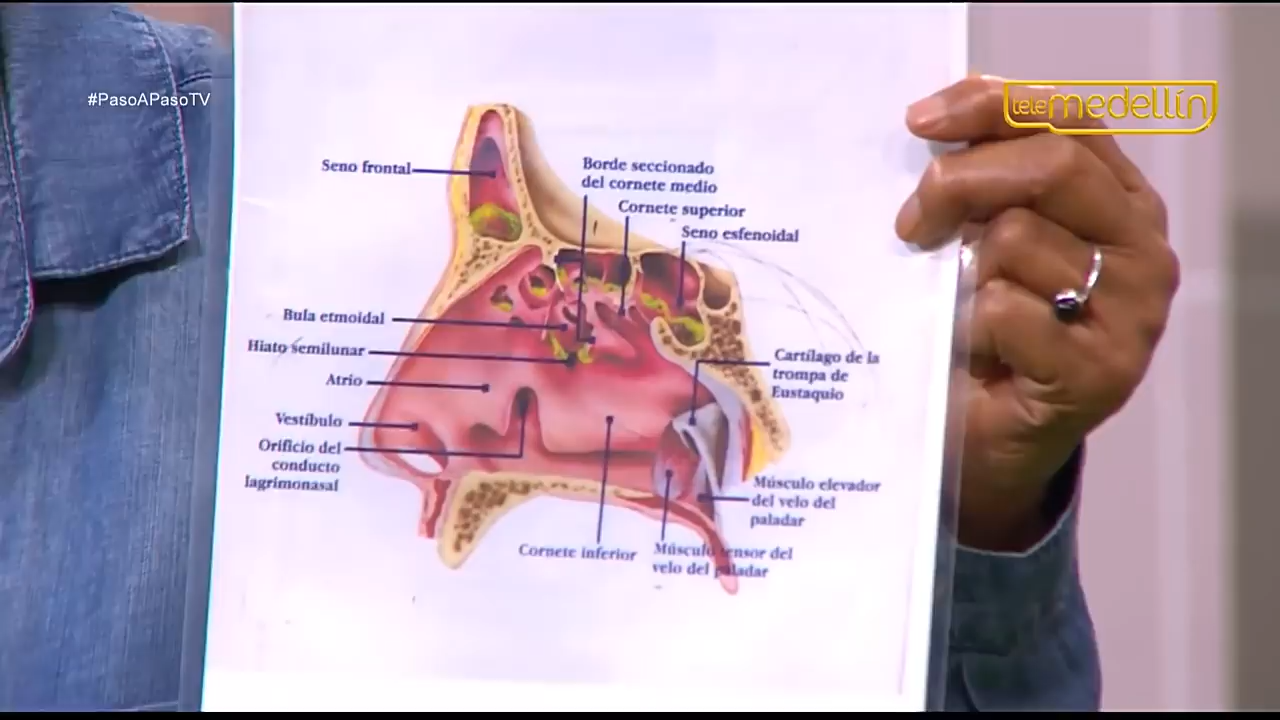 #PasoAPasoTV
telemedellín
Seno frontal
Borde seccionado
del cornete medio
Cornete superior
Seno esfenoidal
Bula etmoidal
Hiato semilunar
Atrio
Vestíbulo
Orificio del
conducto
lagrimonasal
Cartílago de la
trompa de
Eustaquio
Músculo elevador
del velo del
paladar
Cornete inferior
Músculo tensor del
velo del paladar